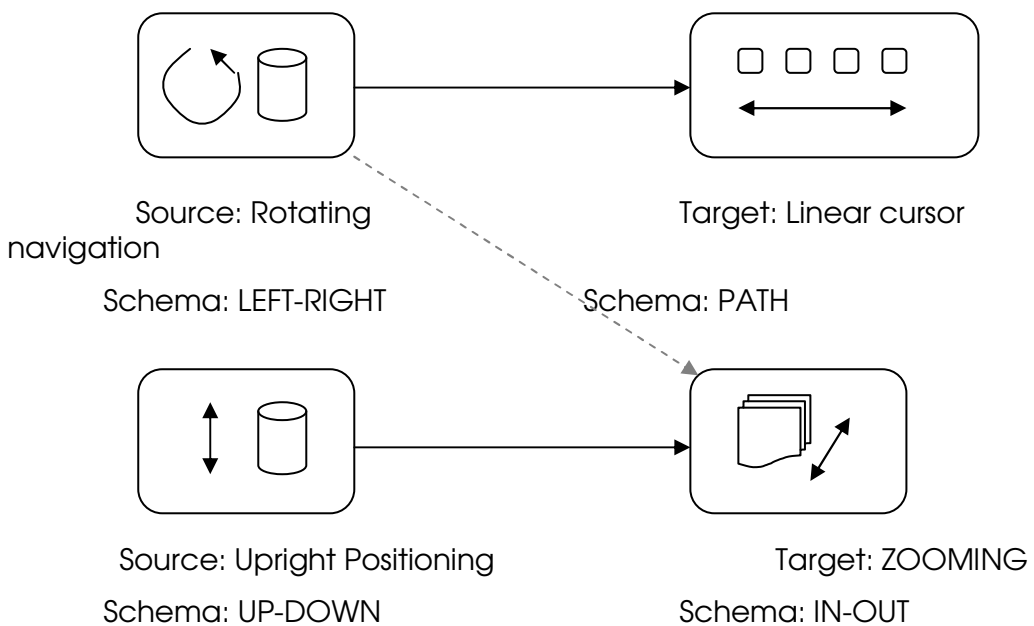 Source: Rotating
navigation
Target: Linear cursor
Schema: LEFT-RIGHT
Schema: PATH
Source: Upright Positioning
Target: ZOOMING
Schema: UP-DOWN
Schema: IN-OUT